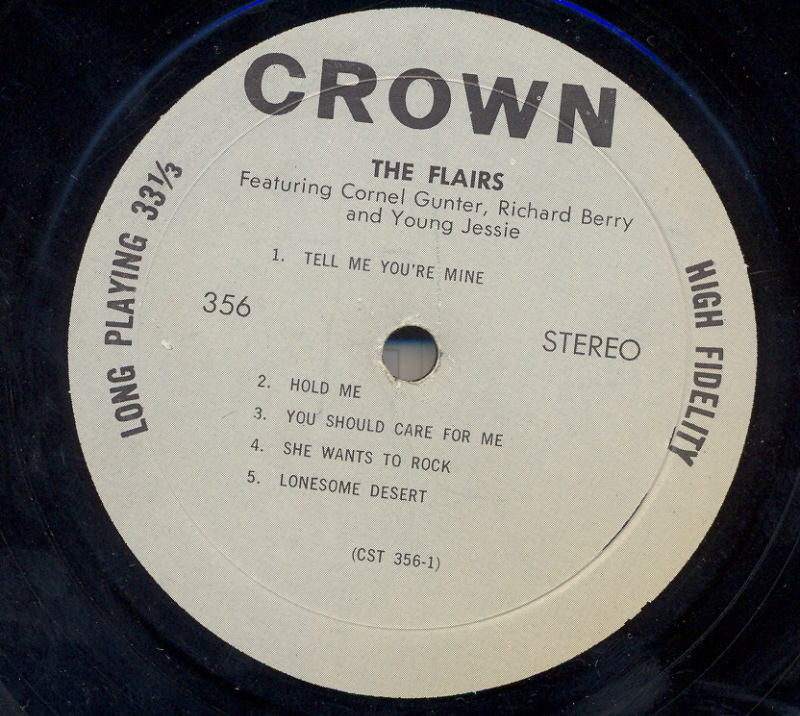 CROWN
THE FLAIRS
Featuring Cornel Gunter, Richard Berry
and Young Jessie
LONG PLAYING 33⅓
HIGH FIDELITY
1. TELL ME YOU'RE MINE
356
STEREO
2. HOLD ME
3. YOU SHOULD CARE FOR ME
4. SHE WANTS TO ROCK
5. LONESOME DESERT
(CST 356-1)